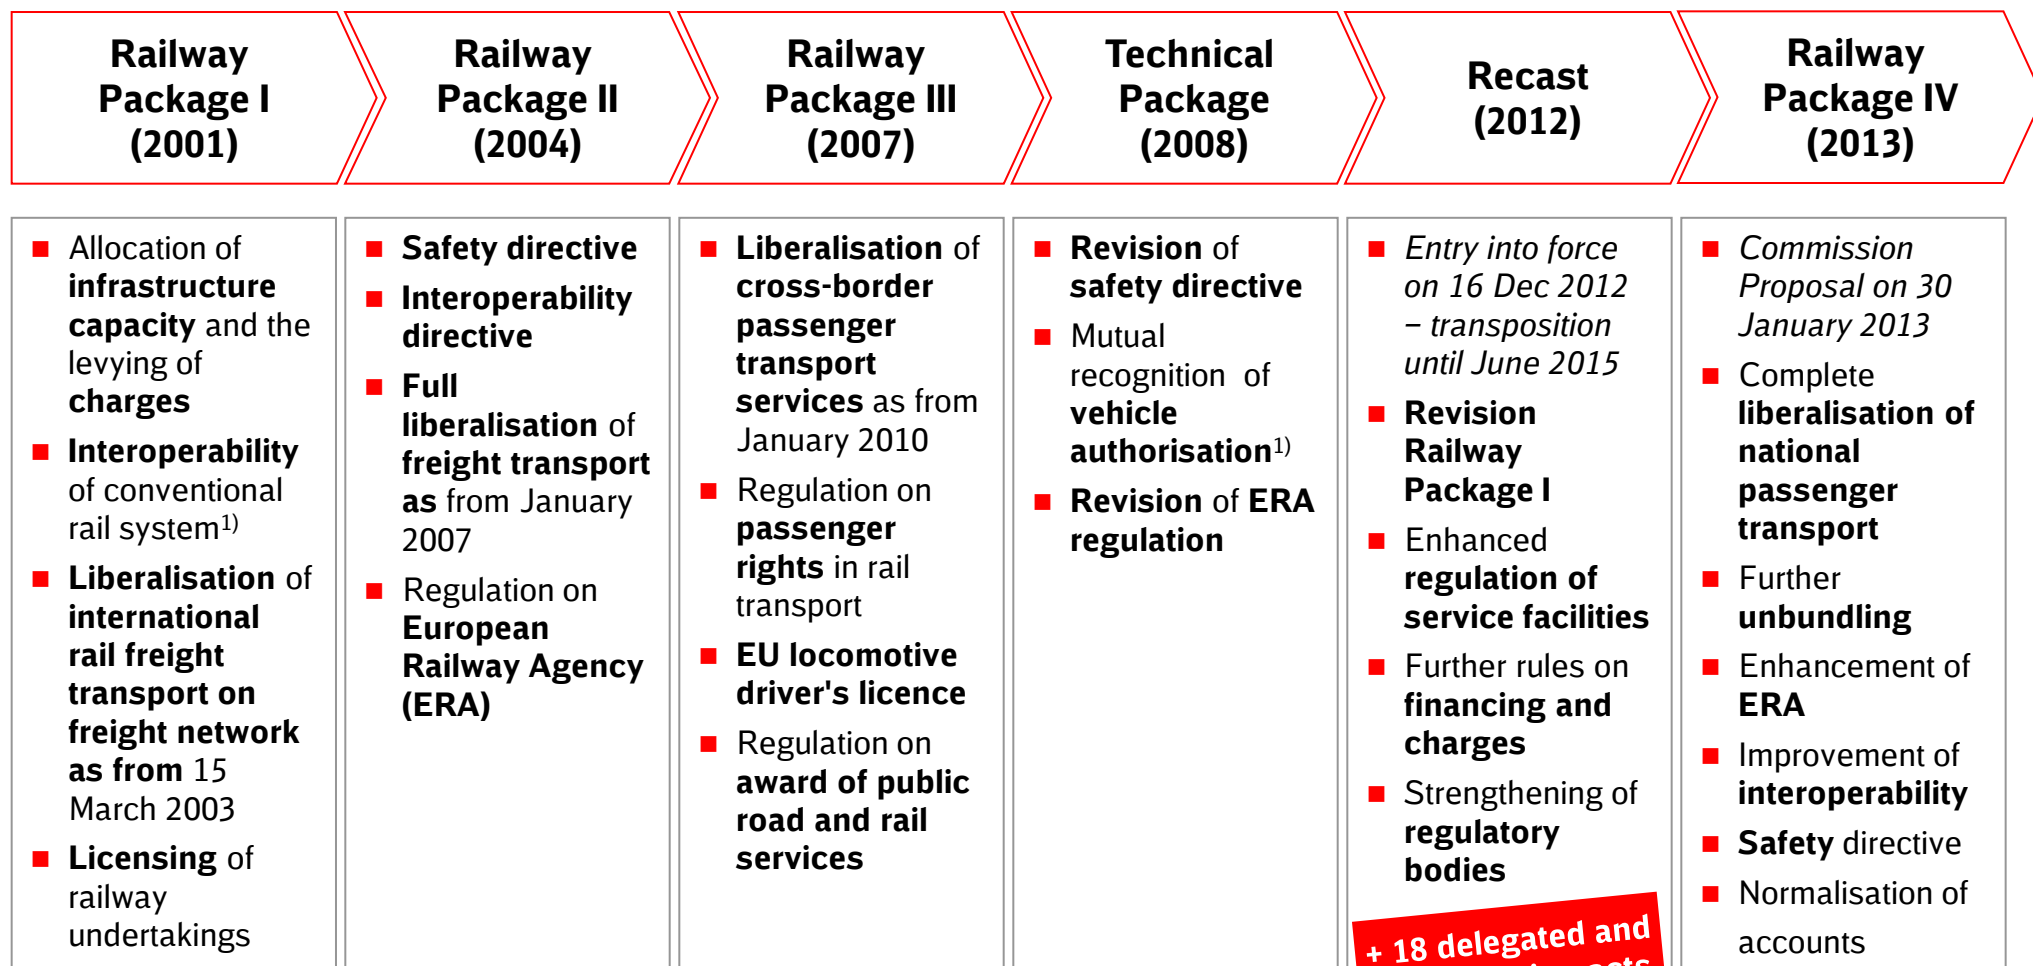 Railway
Package I
(2001)
Railway
Package II
(2004)
Railway
Package III
(2007)
Technical
Package
(2008)
Recast
(2012)
Railway
Package IV
(2013)
Allocation of
infrastructure
capacity and the
levying of
charges
Interoperability
of conventional
rail system1)
Liberalisation of
international
rail freight
transport on
freight network
as from 15
March 2003
Licensing of
railway
undertakings
Safety directive
Interoperability
directive
Full
liberalisation of
freight transport
as from January
2007
Regulation on
European
Railway Agency
(ERA)
Liberalisation of
cross-border
passenger
transport
services as from
January 2010
Regulation on
passenger
rights in rail
transport
EU locomotive
driver's licence
Regulation on
award of public
road and rail
services
Revision of
safety directive
Mutual
recognition of
vehicle
authorisation1)
Revision of ERA
regulation
Entry into force
on 16 Dec 2012
– transposition
until June 2015
Revision
Railway
Package I
Enhanced
regulation of
service facilities
Further rules on
financing and
charges
Strengthening of
regulatory
bodies
+ 18 delegated and
Commission
Proposal on 30
January 2013
Complete
liberalisation of
national
passenger
transport
Further
unbundling
Enhancement of
ERA
Improvement of
interoperability
Safety directive
Normalisation of
accounts